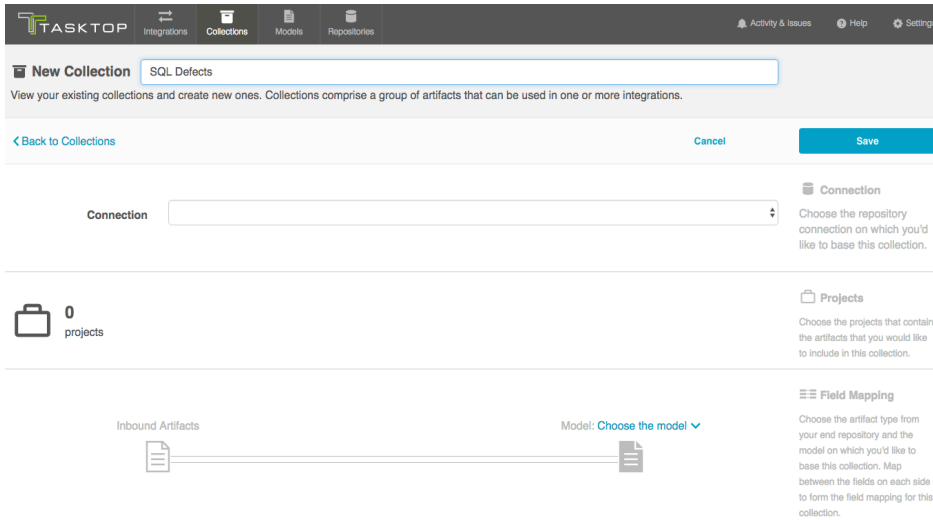 TASKTOP
Integrations
Collections
Models
Repositories
Activity & Issues
Help
Settings
New Collection
SQL Defects
View your existing collections and create new ones. Collections comprise a group of artifacts that can be used in one or more integrations.
Back to Collections
Cancel
Save
Connection
Connection
Choose the repository
connection on which you'd
like to base this collection.
0
projects
Projects
Choose the projects that contain
the artifacts that you would like
to include in this collection.
Inbound Artifacts
Model: Choose the model
Field Mapping
Choose the artifact type from
your end repository and the
model on which you'd like to
base this collection. Map
between the fields on each side
to form the field mapping for this
collection.